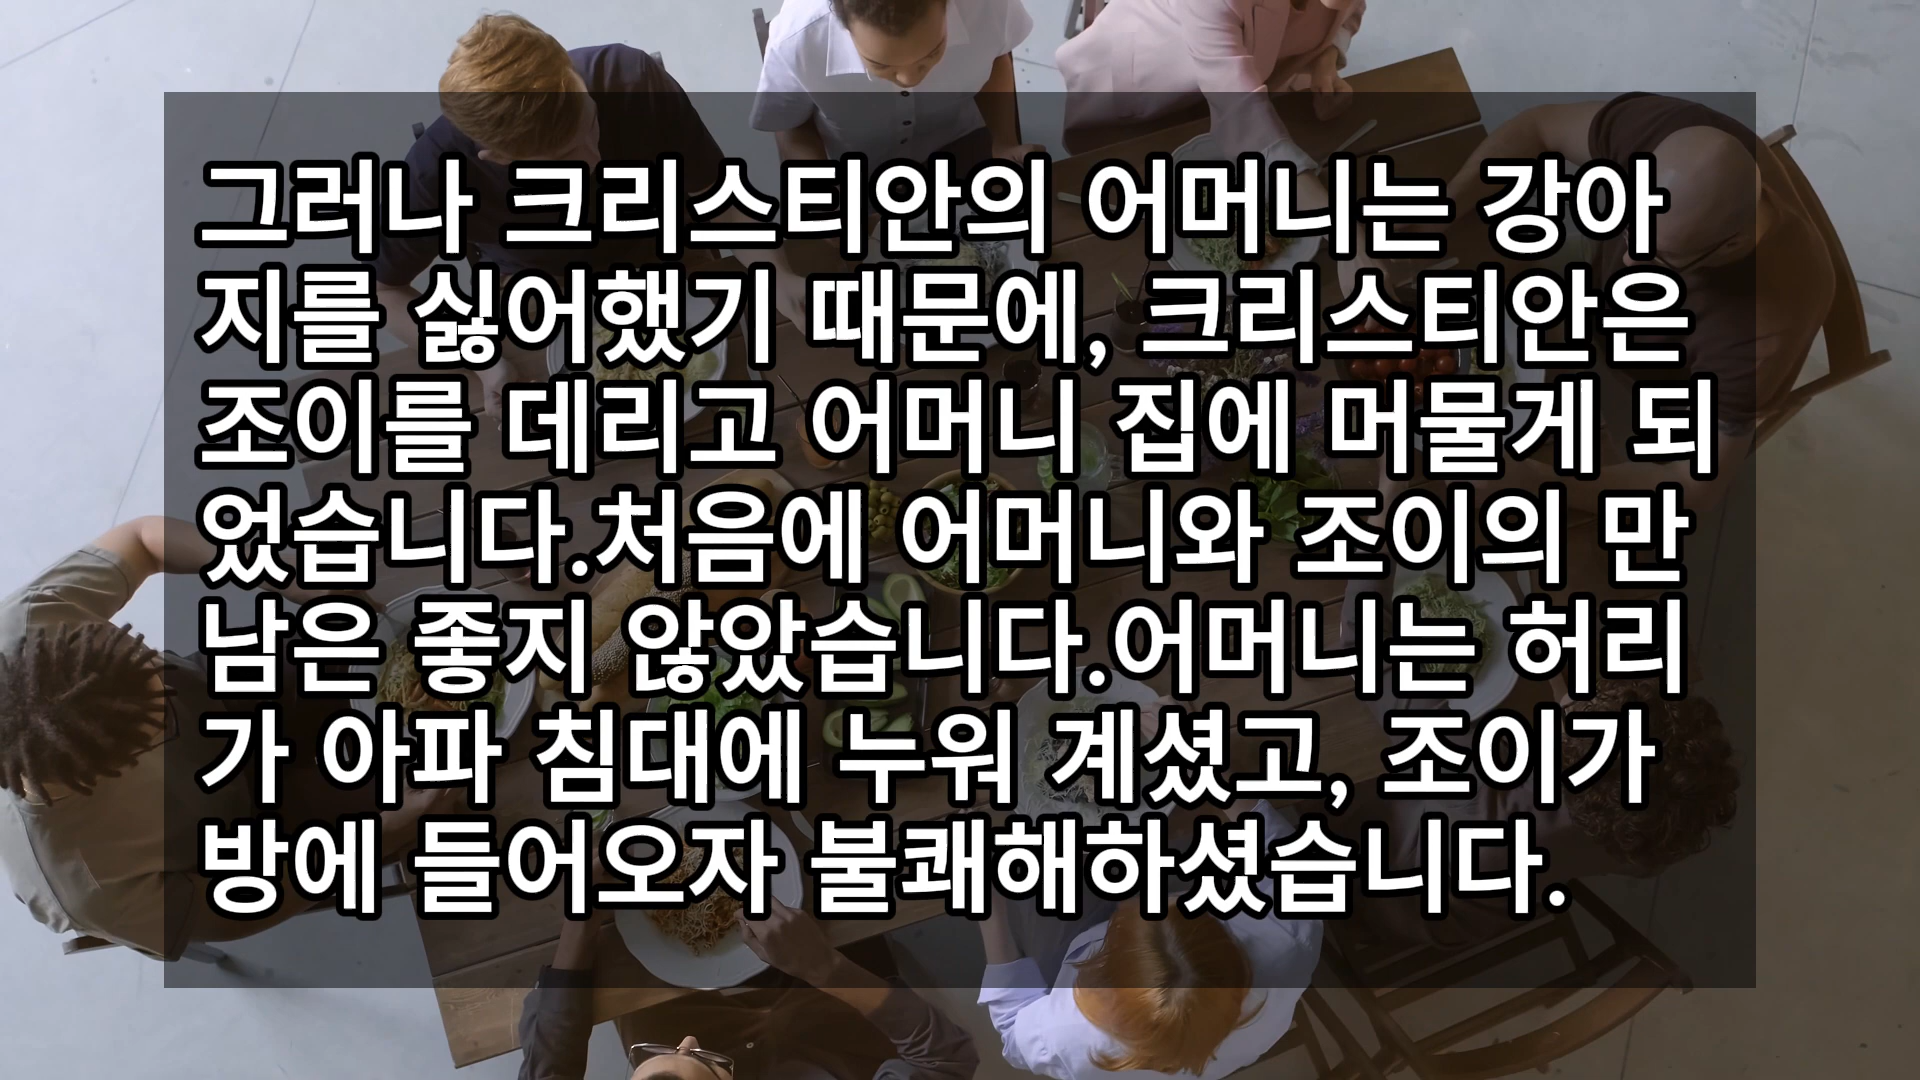 그러나 크리스티안의 어머니는 강아
지를 싫어했기 때문에, 크리스티안은
조이를 데리고 어머니 집에 머물게 되
었습니다.처음에 어머니와 조이의 만
남은 좋지 않았습니다.어머니는 허리
가 아파 침대에 누워 계셨고, 조이가
방에 들어오자 불쾌해하셨습니다.